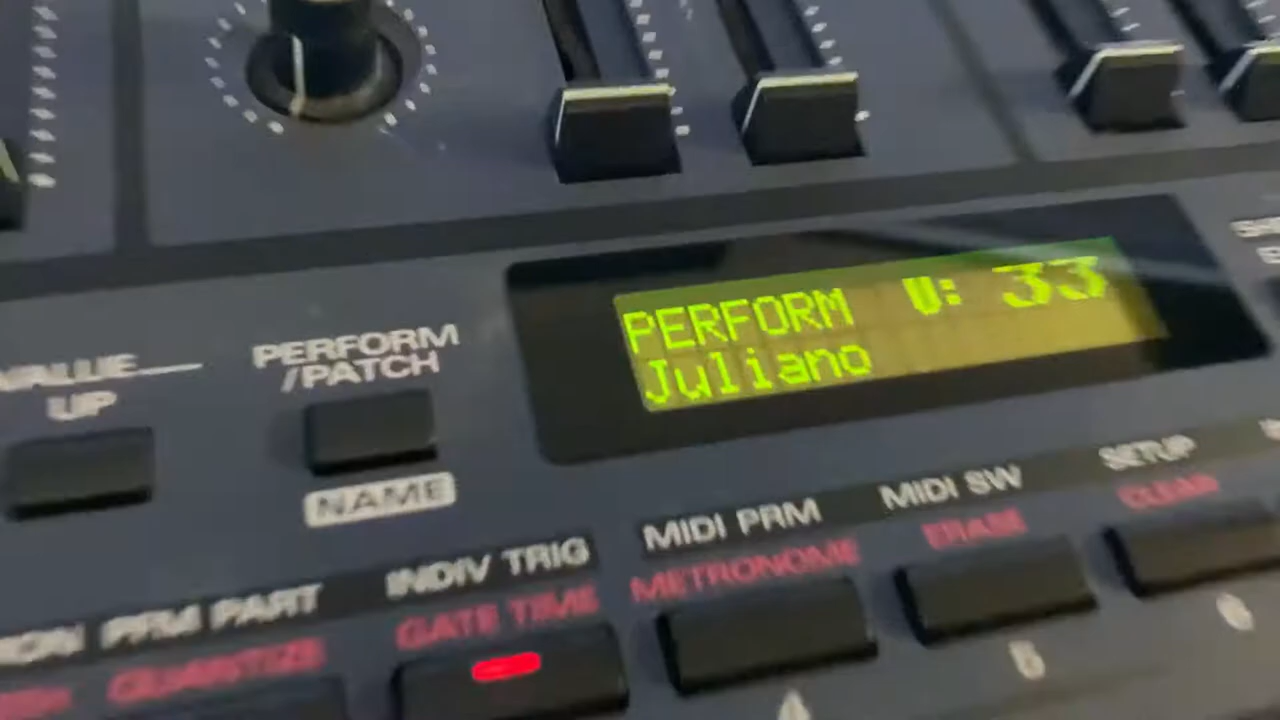 PERFORM U: 33
Juliano
VALUE
UP
PERFORM
/PATCH
NAME
PRM PART
QUANTIZE
INDIV TRIG
GATE TIME
MIDI PRM
METRONOME
MIDI SW
ERASE
SETUP
CLEAR
4
5
6